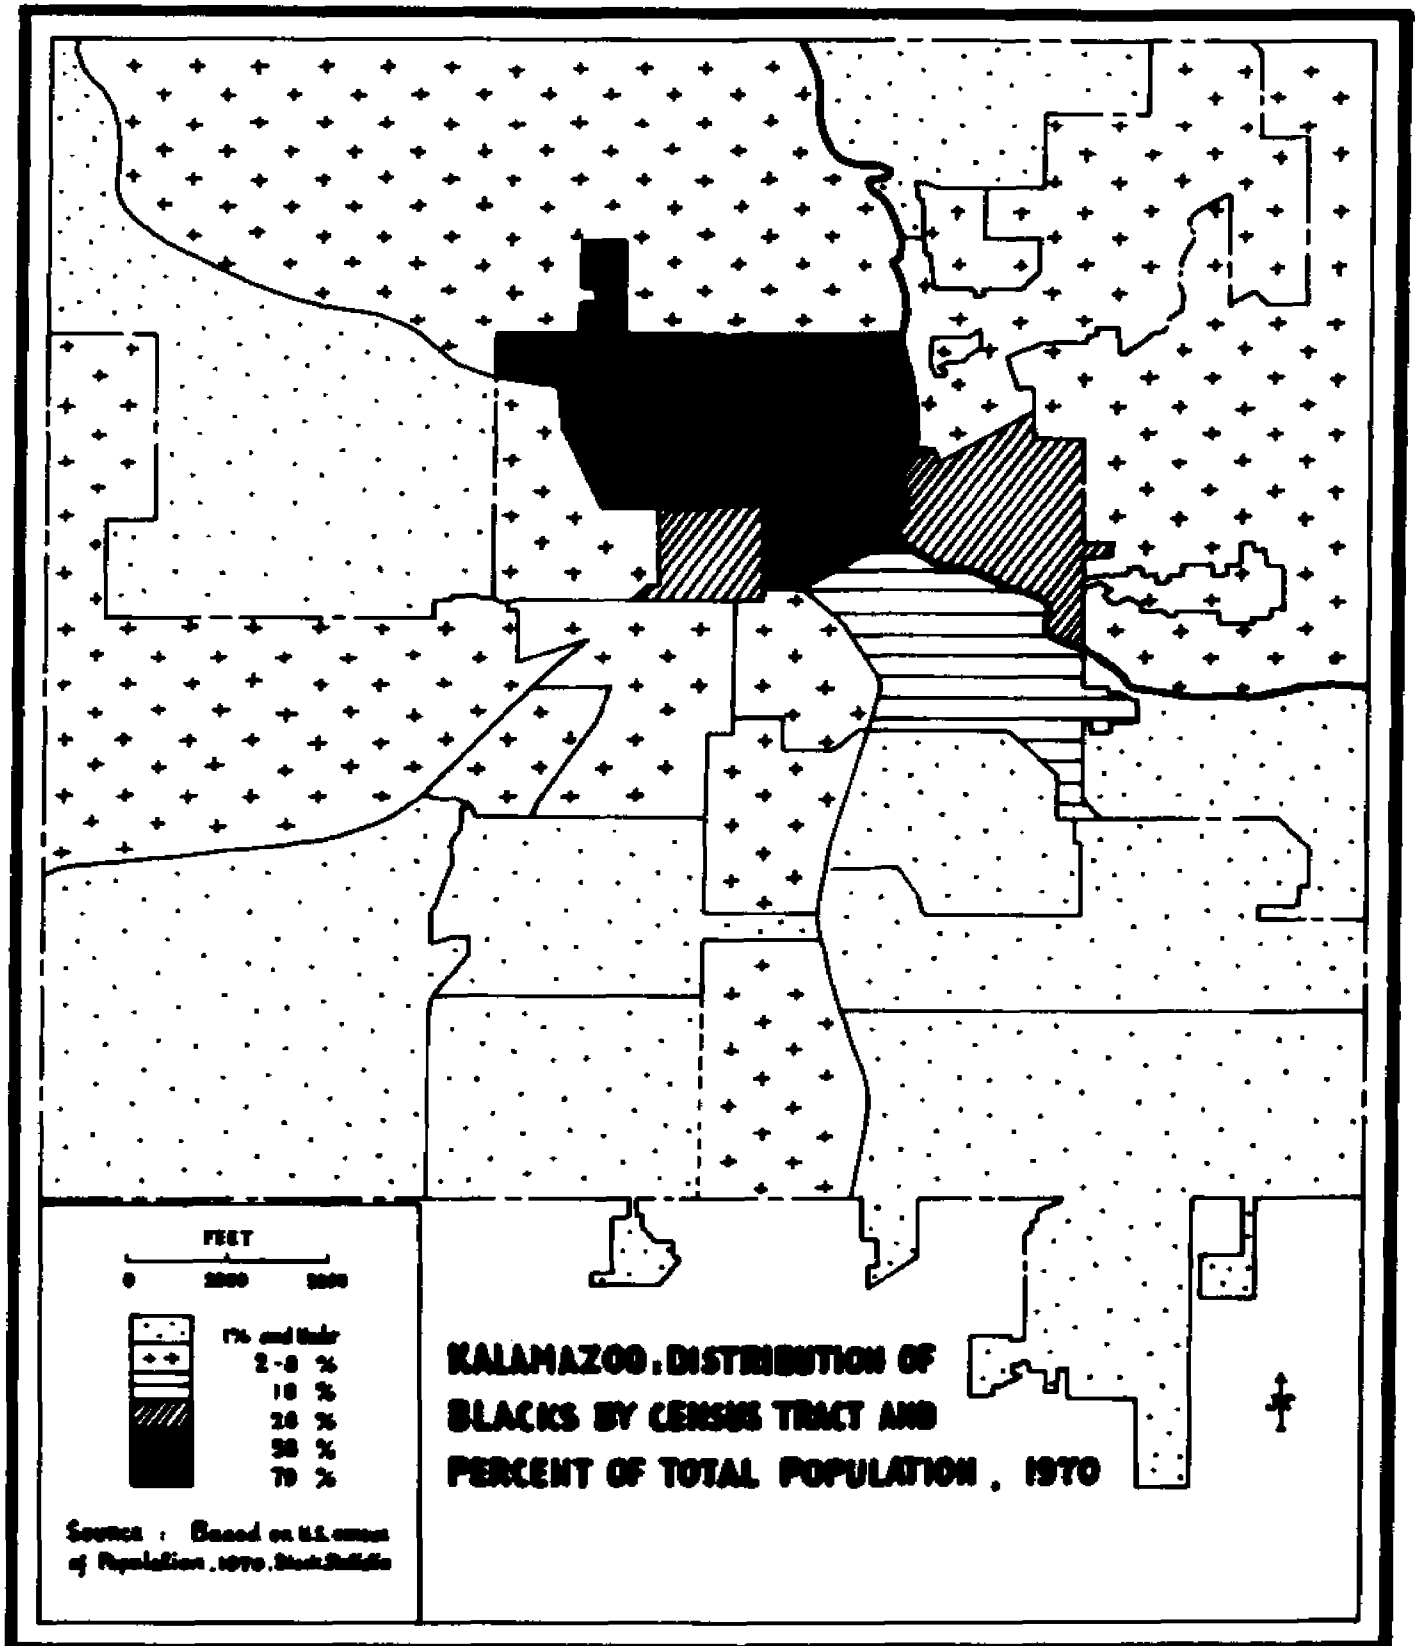 FEET
0
1% and Under
2-8 %
10 %
20 %
50 %
70 %
Source : Based on U.S. census
of Population . 1970 .
KALAMAZOO : DISTRIBUTION OF
BLACKS BY CENSUS TRACT AND
PERCENT OF TOTAL POPULATION , 1970